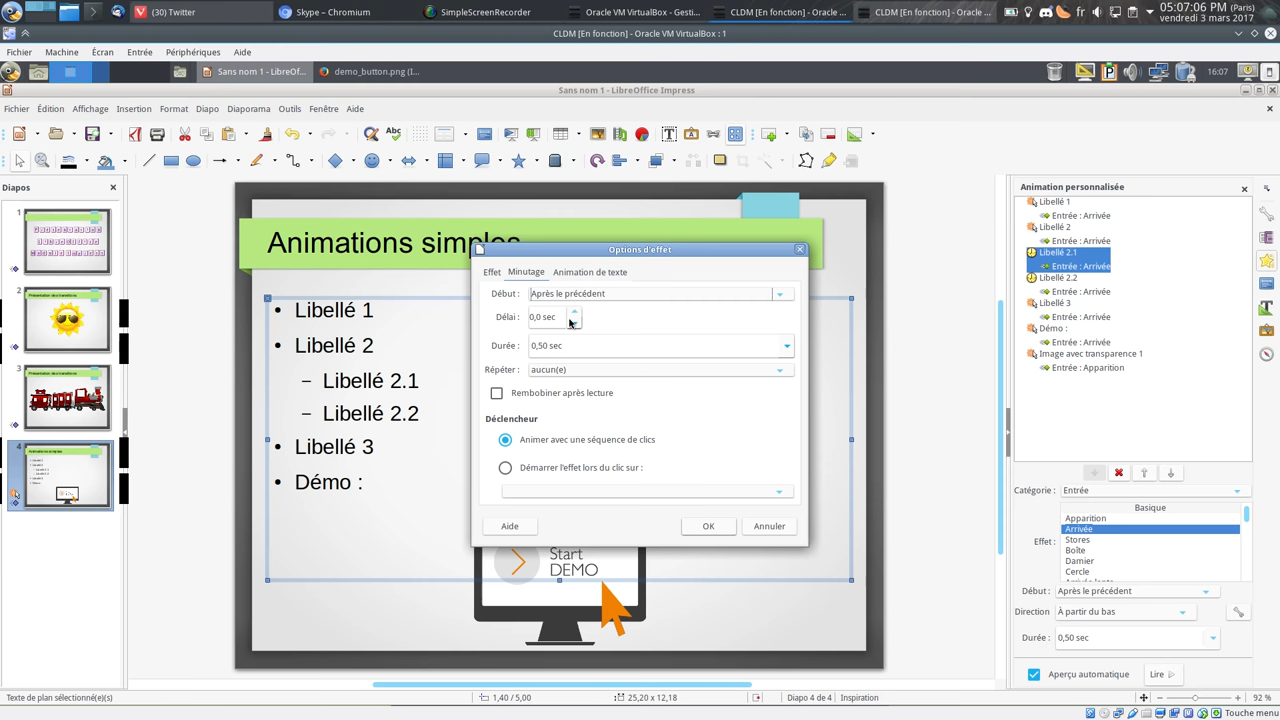 (30) Twitter
Skype – Chromium
SimpleScreenRecorder
Oracle VM VirtualBox - Gesti...
CLDM [En fonction] - Oracle ...
CLDM [En fonction] - Oracle ...
fr
05:07:06 PM (Paris)
vendredi 3 mars 2017
CLDM [En fonction] - Oracle VM VirtualBox : 1
Fichier Machine Écran Entrée Périphériques Aide
Sans nom 1 - LibreOf...
demo_button.png (I...
16:07
Sans nom 1 - LibreOffice Impress
Fichier Édition Affichage Insertion Format Diapo Diaporama Outils Fenêtre Aide
Diapos
1
2
3
4
Animations simples
Libellé 1
Libellé 2
– Libellé 2.1
– Libellé 2.2
Libellé 3
Démo :
Start
DEMO
Options d'effet
Effet Minutage Animation de texte
Début : Après le précédent
Délai : 0,0 sec
Durée : 0,50 sec
Répéter : aucun(e)
Rembobiner après lecture
Déclencheur
Animer avec une séquence de clics
Démarrer l'effet lors du clic sur :
Aide OK Annuler
Animation personnalisée
Libellé 1
Entrée : Arrivée
Libellé 2
Entrée : Arrivée
Libellé 2.1
Entrée : Arrivée
Libellé 2.2
Entrée : Arrivée
Libellé 3
Entrée : Arrivée
Démo :
Entrée : Arrivée
Image avec transparence 1
Entrée : Apparition
Catégorie : Entrée
Basique
Apparition
Effet : Arrivée
Stores
Boîte
Damier
Cercle
Arrivée lente
Début : Après le précédent
Direction À partir du bas
Durée : 0,50 sec
Aperçu automatique Lire
Texte de plan sélectionné(e)(s)
1,40 / 5,00
25,20 x 12,18
Diapo 4 de 4
Inspiration
92 %
Touche menu